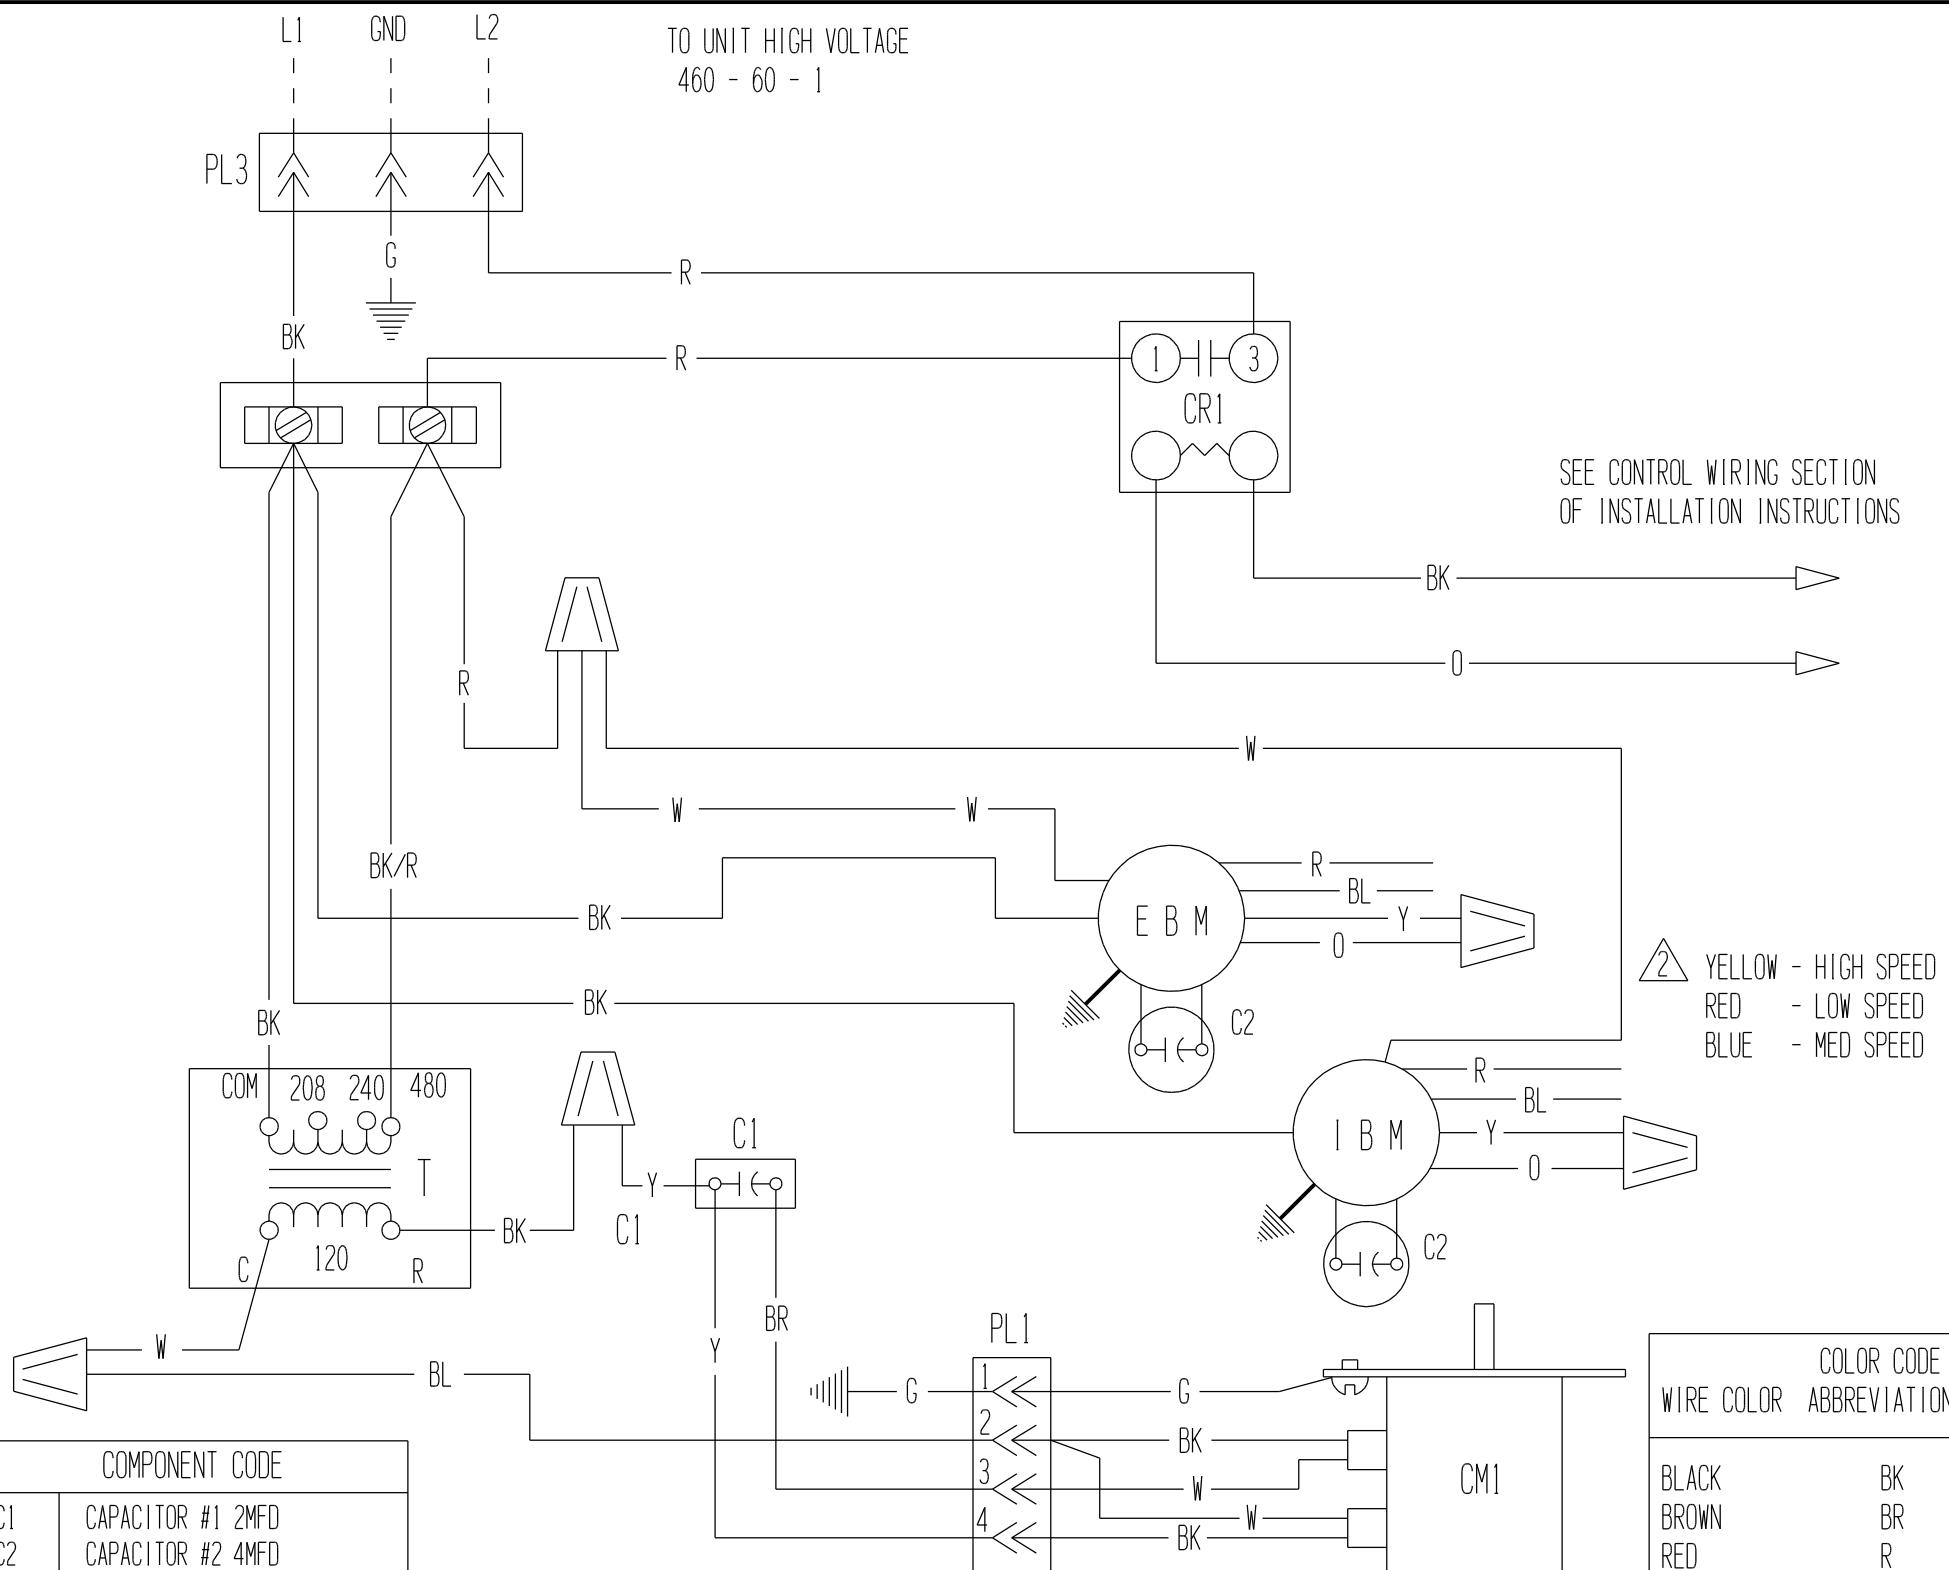 L1 GND L2
TO UNIT HIGH VOLTAGE
460 - 60 - 1
PL3
G
R
BK
R
1 3
CR1
SEE CONTROL WIRING SECTION
OF INSTALLATION INSTRUCTIONS
BK
O
R
W
W W
BK/R
R
BL
BK
E B M
Y
O
2 YELLOW - HIGH SPEED
RED - LOW SPEED
BLUE - MED SPEED
BK
BK
C2
R
COM 208 240 480
BL
C1
I B M
Y
O
T
Y
BK
C1
120
C
R
C2
BR
PL1
Y
W
BL
1
G
G
COLOR CODE
WIRE COLOR ABBREVIATION
2
BK
COMPONENT CODE
3
W
CM1
BLACK BK
4
W
BK
C1 CAPACITOR #1 2MFD
BROWN BR
C2 CAPACITOR #2 4MFD
RED R